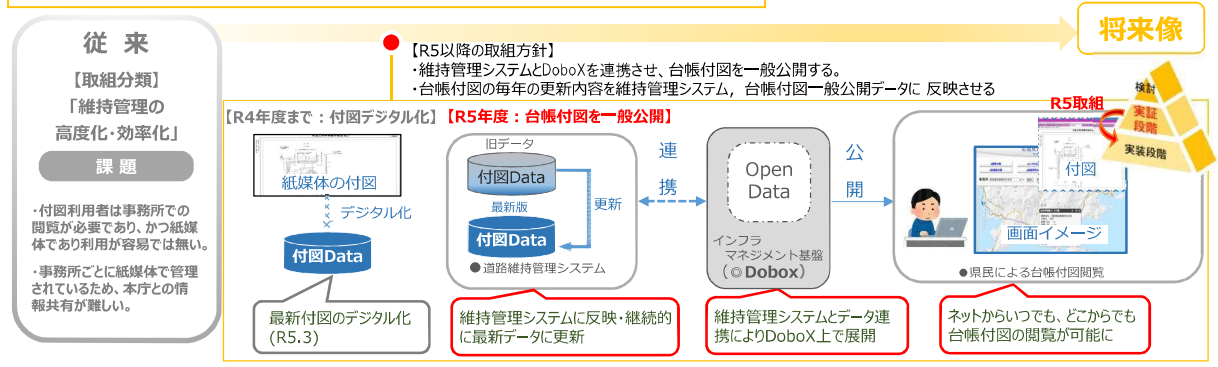 従 来
【取組分類】
「維持管理の
高度化・効率化」
課 題
・付図利用者は事務所での
閲覧が必要であり、かつ紙媒
体であり利用が容易では無い。
・事務所ごとに紙媒体で管理
されているため、本庁との情
報共有が難しい。
将来像
【R5以降の取組方針】
・維持管理システムとDoboXを連携させ、台帳付図を一般公開する。
・台帳付図の毎年の更新内容を維持管理システム，台帳付図一般公開データに 反映させる
【R4年度まで：付図デジタル化】【R5年度：台帳付図を一般公開】
紙媒体の付図
デジタル化
付図Data
最新付図のデジタル化
(R5.3)
旧データ
付図Data
最新版
付図Data
更新
●道路維持管理システム
維持管理システムに反映・継続的
に最新データに更新
連
携
Open
Data
インフラ
マネジメント基盤
（◎Dobox）
維持管理システムとデータ連
携によりDoboX上で展開
公
開
付図
画面イメージ
●県民による台帳付図閲覧
ネットからいつでも、どこからでも
台帳付図の閲覧が可能に
R5取組
検討
実証
段階
実装段階